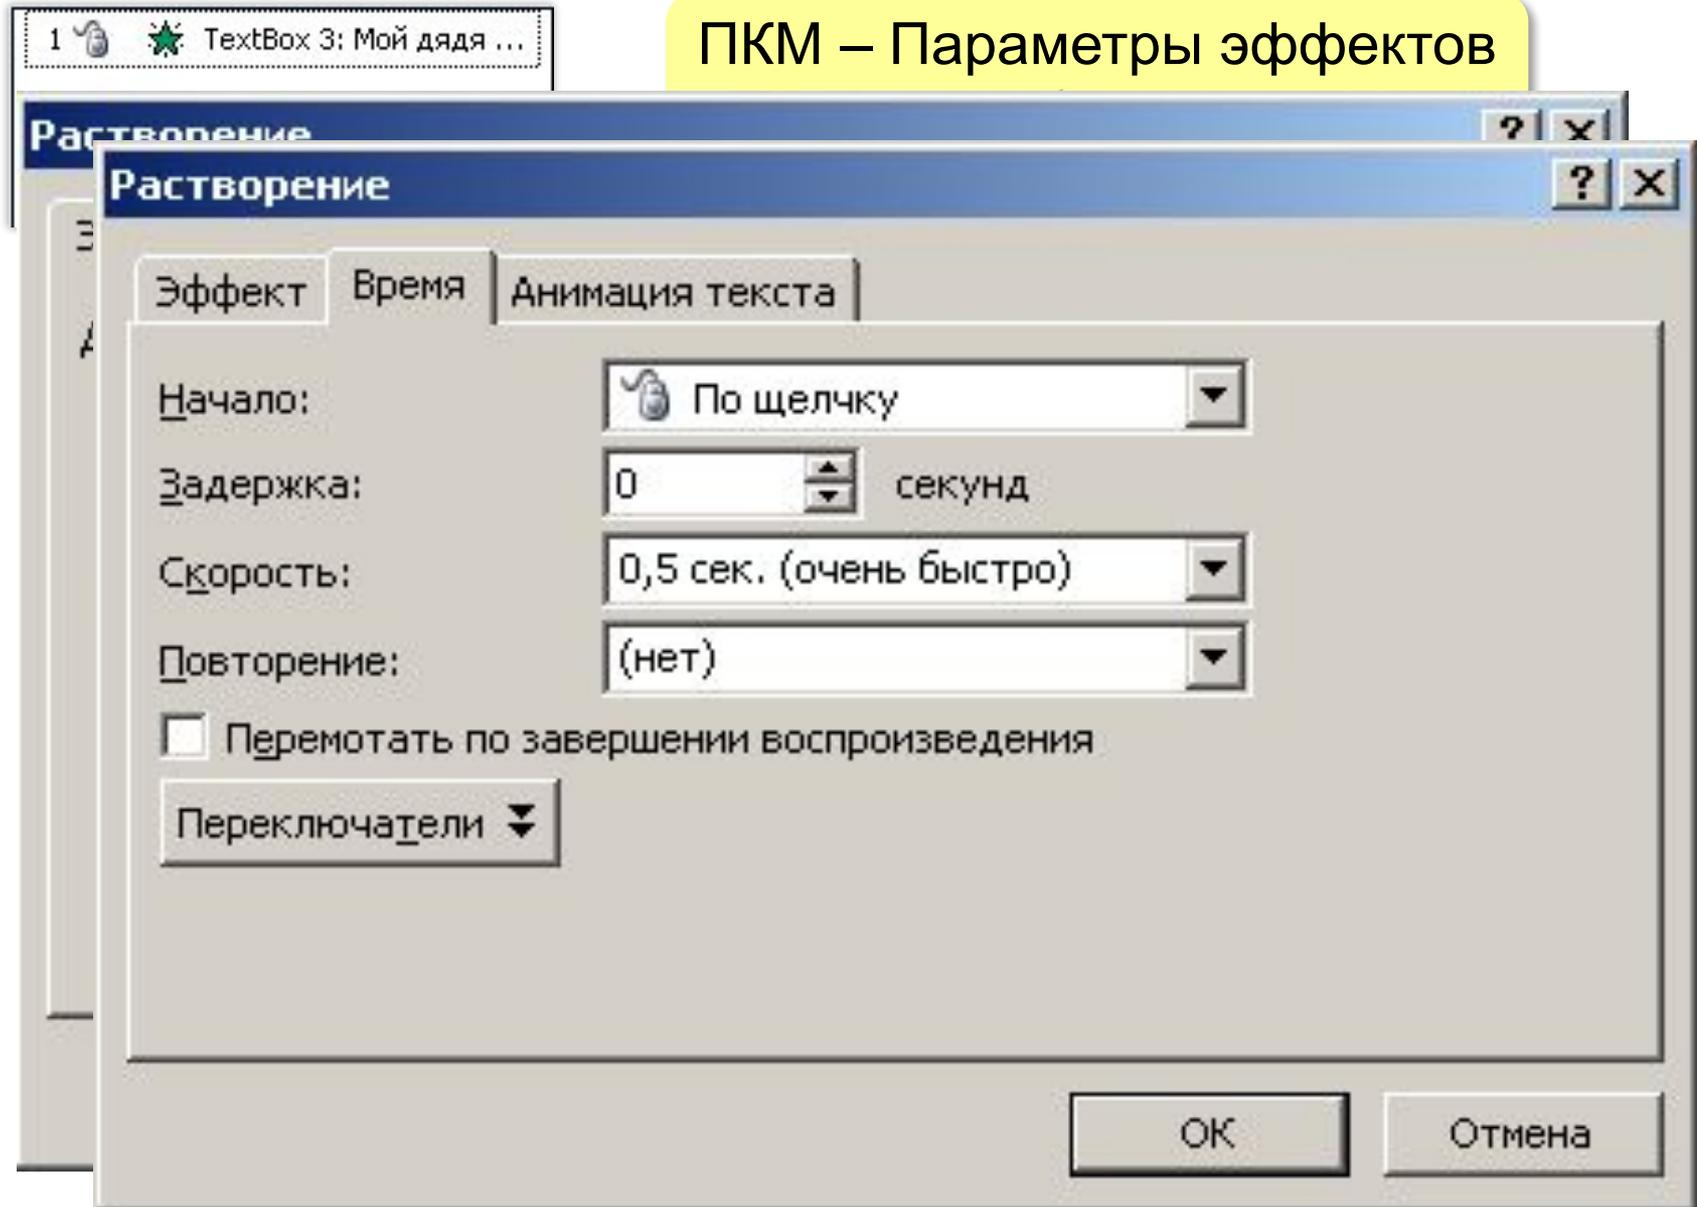 1 TextBox 3: Мой дядя ...
ПКМ – Параметры эффектов
Растворение
Растворение
Эффект Время Анимация текста
Начало: По щелчку
Задержка: 0 секунд
Скорость: 0,5 сек. (очень быстро)
Повторение: (нет)
Перемотать по завершении воспроизведения
Переключатели
ОК Отмена